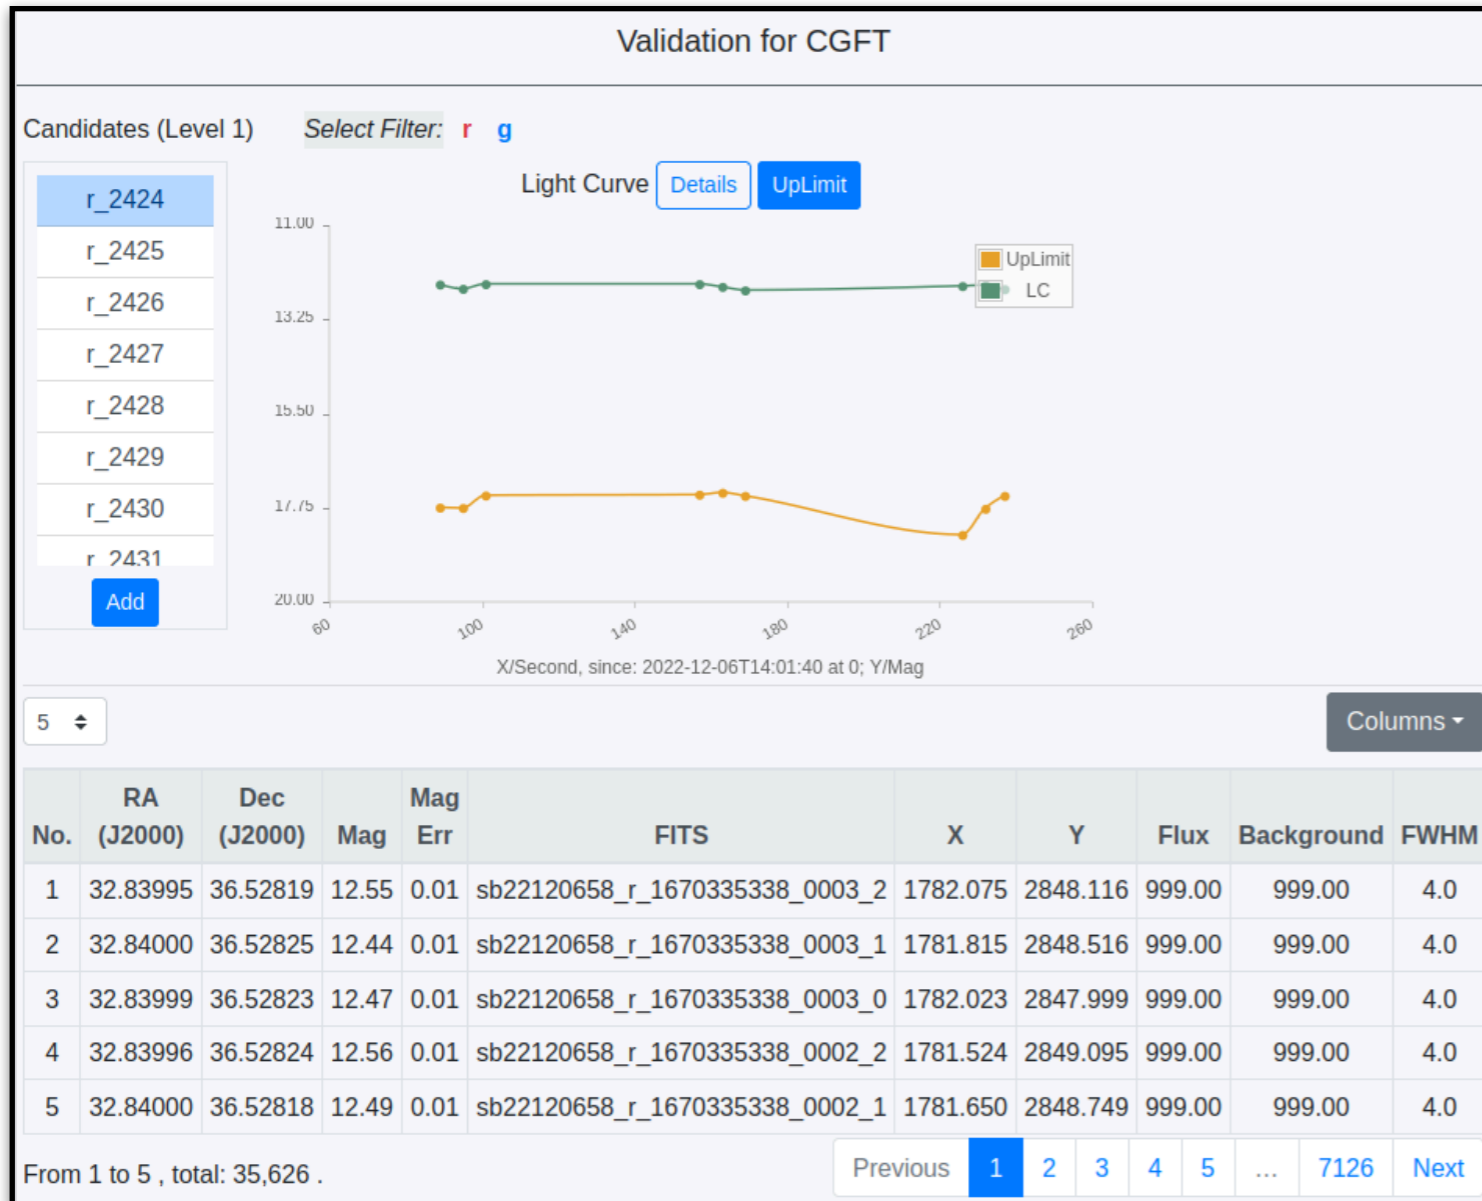 Validation for CGFT
Candidates (Level 1) Select Filter: r g
r_2424
r_2425
r_2426
r_2427
r_2428
r_2429
r_2430
r_2431
Add
Light Curve Details UpLimit
11.00
13.25
15.50
17.75
20.00
UpLimit
LC
60 100 140 180 220 260
X/Second, since: 2022-12-06T14:01:40 at 0; Y/Mag
5 Columns
No. RA (J2000) Dec (J2000) Mag Mag Err FITS X Y Flux Background FWHM
1 32.83995 36.52819 12.55 0.01 sb22120658_r_1670335338_0003_2 1782.075 2848.116 999.00 999.00 4.0
2 32.84000 36.52825 12.44 0.01 sb22120658_r_1670335338_0003_1 1781.815 2848.516 999.00 999.00 4.0
3 32.83999 36.52823 12.47 0.01 sb22120658_r_1670335338_0003_0 1782.023 2847.999 999.00 999.00 4.0
4 32.83996 36.52824 12.56 0.01 sb22120658_r_1670335338_0002_2 1781.524 2849.095 999.00 999.00 4.0
5 32.84000 36.52818 12.49 0.01 sb22120658_r_1670335338_0002_1 1781.650 2848.749 999.00 999.00 4.0
From 1 to 5 , total: 35,626 . Previous 1 2 3 4 5 ... 7126 Next